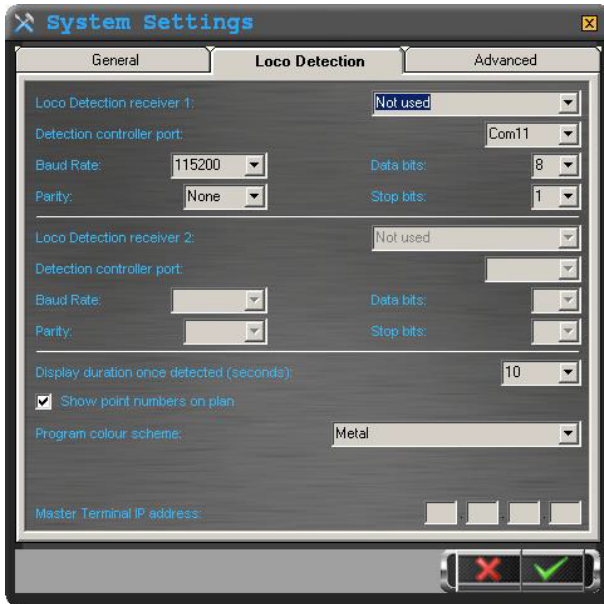 System Settings
General Loco Detection Advanced
Loco Detection receiver 1: Not used
Detection controller port: Com11
Baud Rate: 115200 Data bits: 8
Parity: None Stop bits: 1
Loco Detection receiver 2: Not used
Detection controller port:
Baud Rate: Data bits:
Parity: Stop bits:
Display duration once detected (seconds): 10
Show point numbers on plan
Program colour scheme: Metal
Master Terminal IP address: . . .